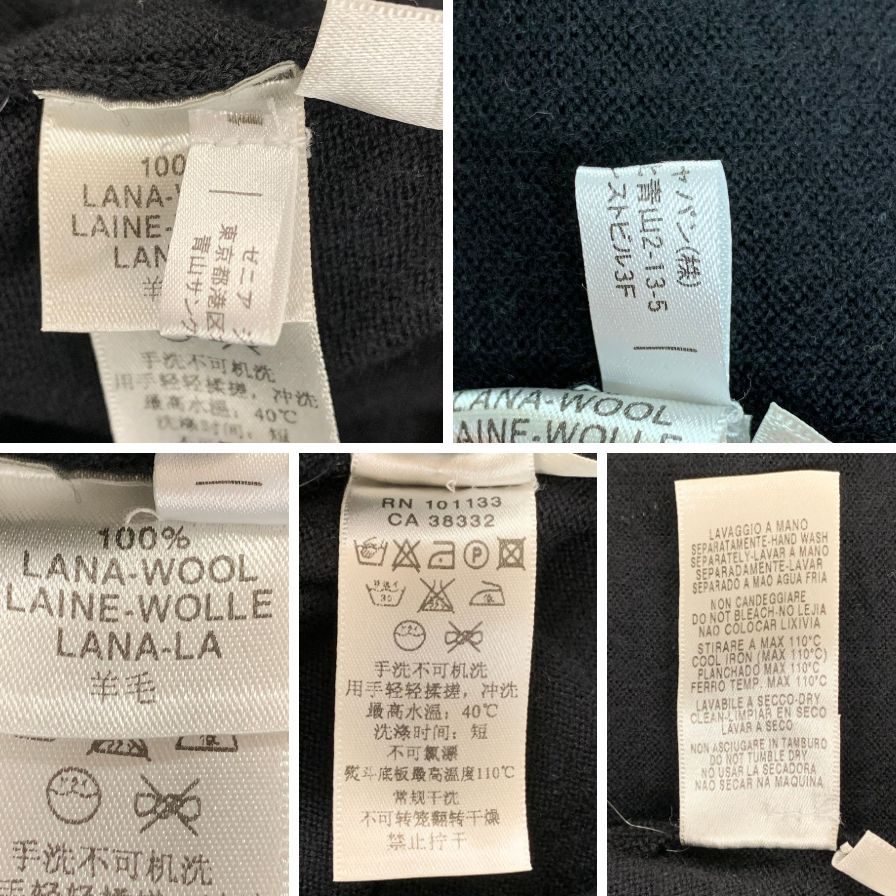 100
LANA-W
LAINE-
LAN
羊
ゼニア ジ
東京都港区
青山サンク
手洗不可机洗
用手轻轻揉搓，冲洗
最高水温：40℃
洗涤时间：短
ャパン(株)
青山2-13-5
ーストビル3F
LANA-WOOL
AINE-WOLLE
100%
LANA-WOOL
LAINE-WOLLE
LANA-LA
羊毛
手洗不可机洗
RN 101133
CA 38332
手洗不可机洗
用手轻轻揉搓，冲洗
最高水温：40℃
洗涤时间：短
不可氯漂
熨斗底板最高温度110℃
常规干洗
不可转笼翻转干燥
禁止拧干
LAVAGGIO A MANO
SEPARATAMENTE-HAND WASH
SEPARATELY-LAVAR A MANO
SEPARADAMENTE-LAVAR
SEPARADO A MAO AGUA FRIA
NON CANDEGGIARE
DO NOT BLEACH-NO LEJIA
NAO COLOCAR LIXIVIA
STIRARE A MAX 110°C
COOL IRON (MAX 110°C)
PLANCHADO MAX 110°C
FERRO TEMP. MAX 110°C
LAVABILE A SECCO-DRY
CLEAN-LIMPIAR EN SECO
LAVAR A SECO
NON ASCIUGARE IN TAMBURO
DO NOT TUMBLE DRY
NO USAR LA SECADORA
NAO SECAR NA MAQUINA